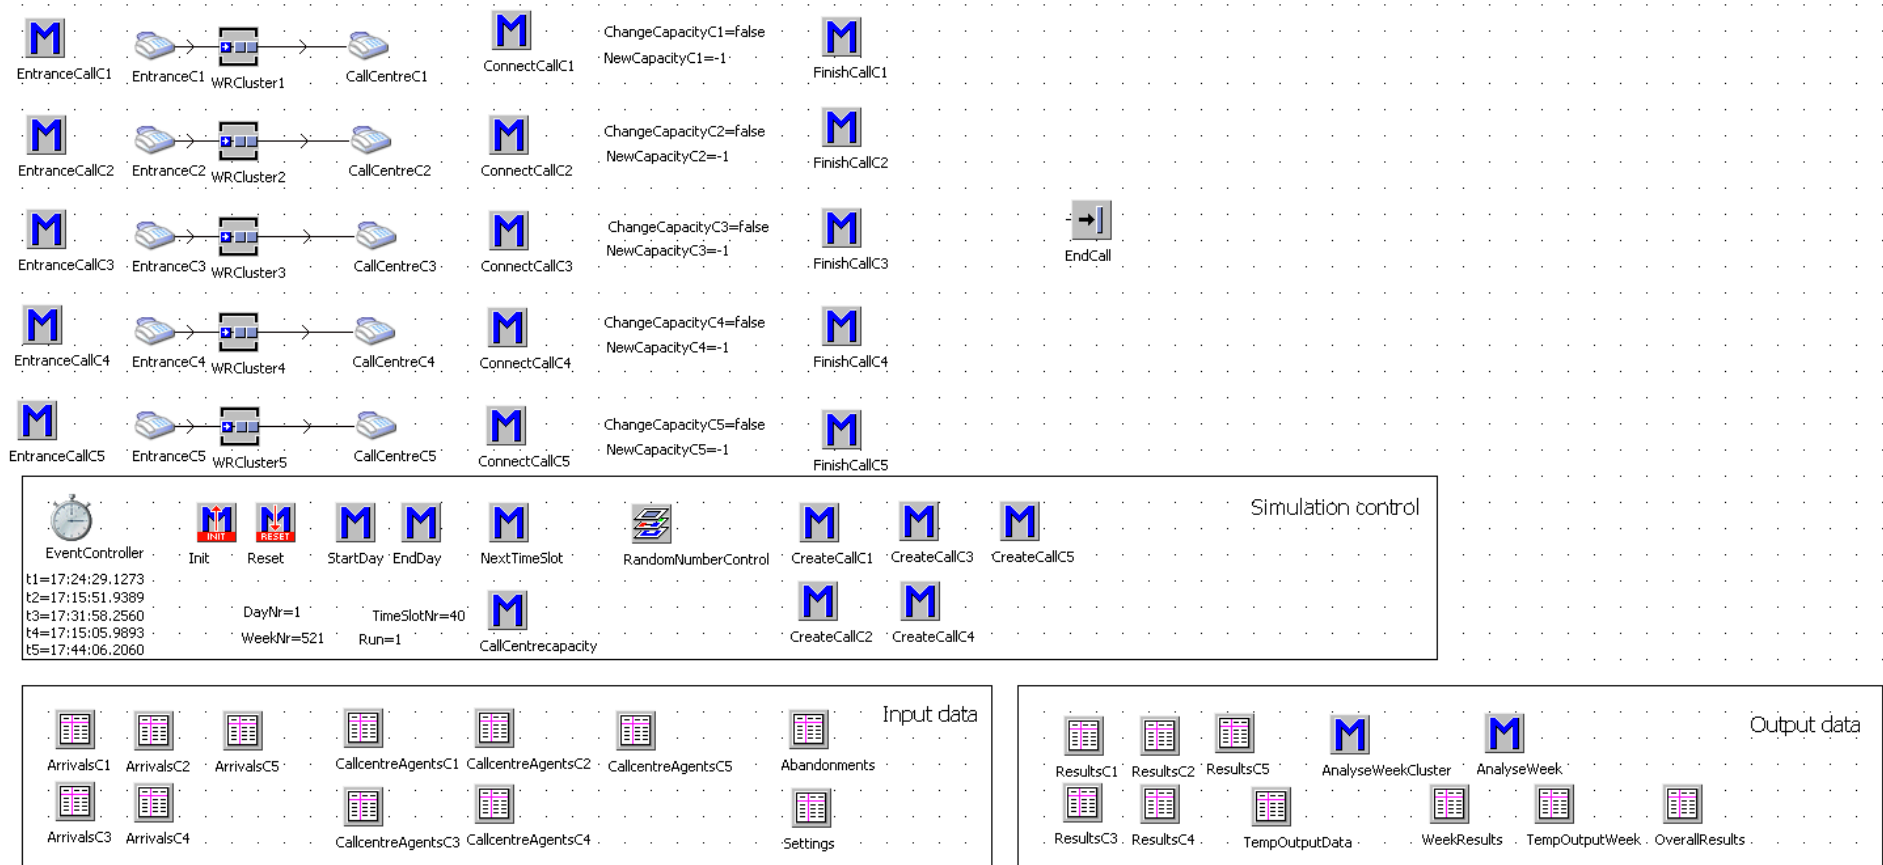 ChangeCapacityC1=false
NewCapacityC1=-1
EntranceCallC1
EntranceC1
WRCluster1
CallCentreC1
ConnectCallC1
FinishCallC1
ChangeCapacityC2=false
NewCapacityC2=-1
EntranceCallC2
EntranceC2
WRCluster2
CallCentreC2
ConnectCallC2
FinishCallC2
ChangeCapacityC3=false
NewCapacityC3=-1
EntranceCallC3
EntranceC3
WRCluster3
CallCentreC3
ConnectCallC3
FinishCallC3
EndCall
ChangeCapacityC4=false
NewCapacityC4=-1
EntranceCallC4
EntranceC4
WRCluster4
CallCentreC4
ConnectCallC4
FinishCallC4
ChangeCapacityC5=false
NewCapacityC5=-1
EntranceCallC5
EntranceC5
WRCluster5
CallCentreC5
ConnectCallC5
FinishCallC5
Simulation control
EventController
INIT
Init
RESET
Reset
StartDay
EndDay
NextTimeSlot
RandomNumberControl
CreateCallC1
CreateCallC3
CreateCallC5
t1=17:24:29.1273
t2=17:15:51.9389
t3=17:31:58.2560
t4=17:15:05.9893
t5=17:44:06.2060
DayNr=1
TimeSlotNr=40
WeekNr=521
Run=1
CallCentrecapacity
CreateCallC2
CreateCallC4
Input data
ArrivalsC1
ArrivalsC2
ArrivalsC5
CallcentreAgentsC1
CallcentreAgentsC2
CallcentreAgentsC5
Abandonments
ArrivalsC3
ArrivalsC4
CallcentreAgentsC3
CallcentreAgentsC4
Settings
Output data
ResultsC1
ResultsC2
ResultsC5
AnalyseWeekCluster
AnalyseWeek
ResultsC3
ResultsC4
TempOutputData
WeekResults
TempOutputWeek
OverallResults